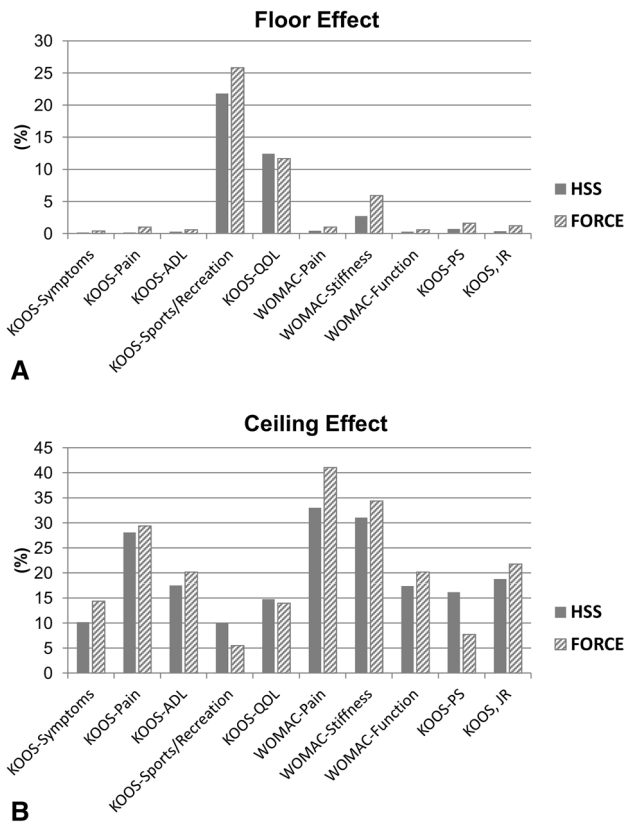 Floor Effect
30
25
20
15
10
5
0
(%)
KOOS-Symptoms
KOOS-Pain
KOOS-ADL
KOOS-Sports/Recreation
KOOS-QOL
WOMAC-Pain
WOMAC-Stiffness
WOMAC-Function
KOOS-PS
KOOS, JR
HSS
FORCE
A
Ceiling Effect
45
40
35
30
25
20
15
10
5
0
(%)
KOOS-Symptoms
KOOS-Pain
KOOS-ADL
KOOS-Sports/Recreation
KOOS-QOL
WOMAC-Pain
WOMAC-Stiffness
WOMAC-Function
KOOS-PS
KOOS, JR
HSS
FORCE
B